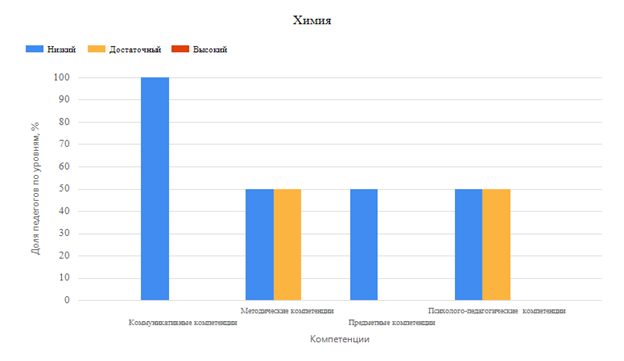 Химия
Низкий Достаточный Высокий
100
90
80
70
60
50
40
30
20
10
0
Доля педегогов по уровням, %
Методические компетенции Психолого-педагогические компетенции
Коммуникативные компетенции Предметные компетенции
Компетенции